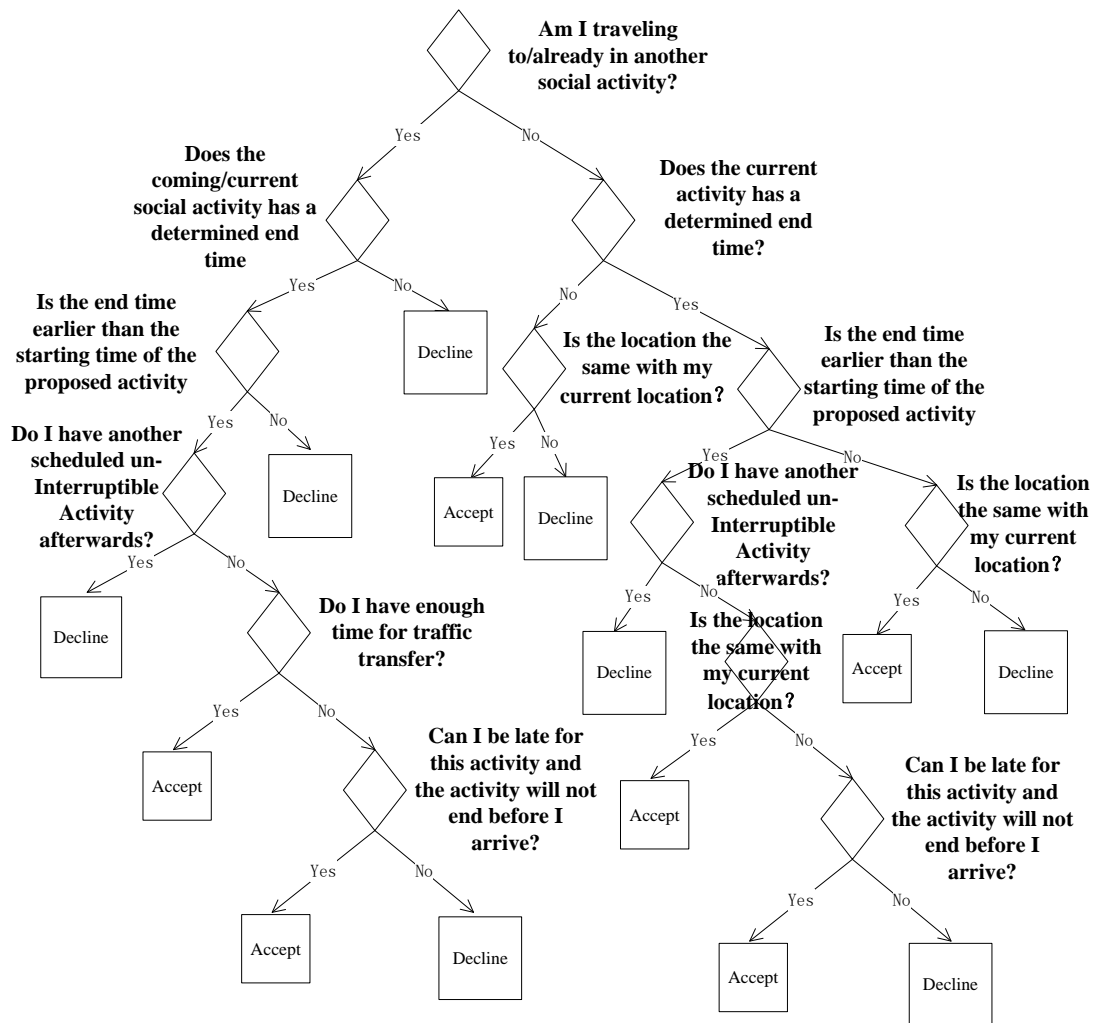 Am I traveling
to/already in another
social activity?
Yes
No
Does the
coming/current
social activity has a
determined end
time
Does the current
activity has a
determined end
time?
Yes
No
No
Yes
Is the end time
earlier than the
starting time of the
proposed activity
Decline
Is the location the
same with my
current location？
Is the end time
earlier than the
starting time of the
proposed activity
Yes
No
Yes
No
Yes
No
Do I have another
scheduled un-
Interruptible
Activity
afterwards?
Decline
Accept
Decline
Do I have another
scheduled un-
Interruptible
Activity
afterwards?
Is the location
the same with
my current
location？
Yes
No
Yes
No
Yes
No
Decline
Do I have enough
time for traffic
transfer?
Decline
Is the location
the same with
my current
location？
Accept
Decline
Yes
No
Yes
No
Accept
Can I be late for
this activity and
the activity will not
end before I
arrive?
Accept
Can I be late for
this activity and
the activity will not
end before I
arrive?
Yes
No
Yes
No
Accept
Decline
Accept
Decline